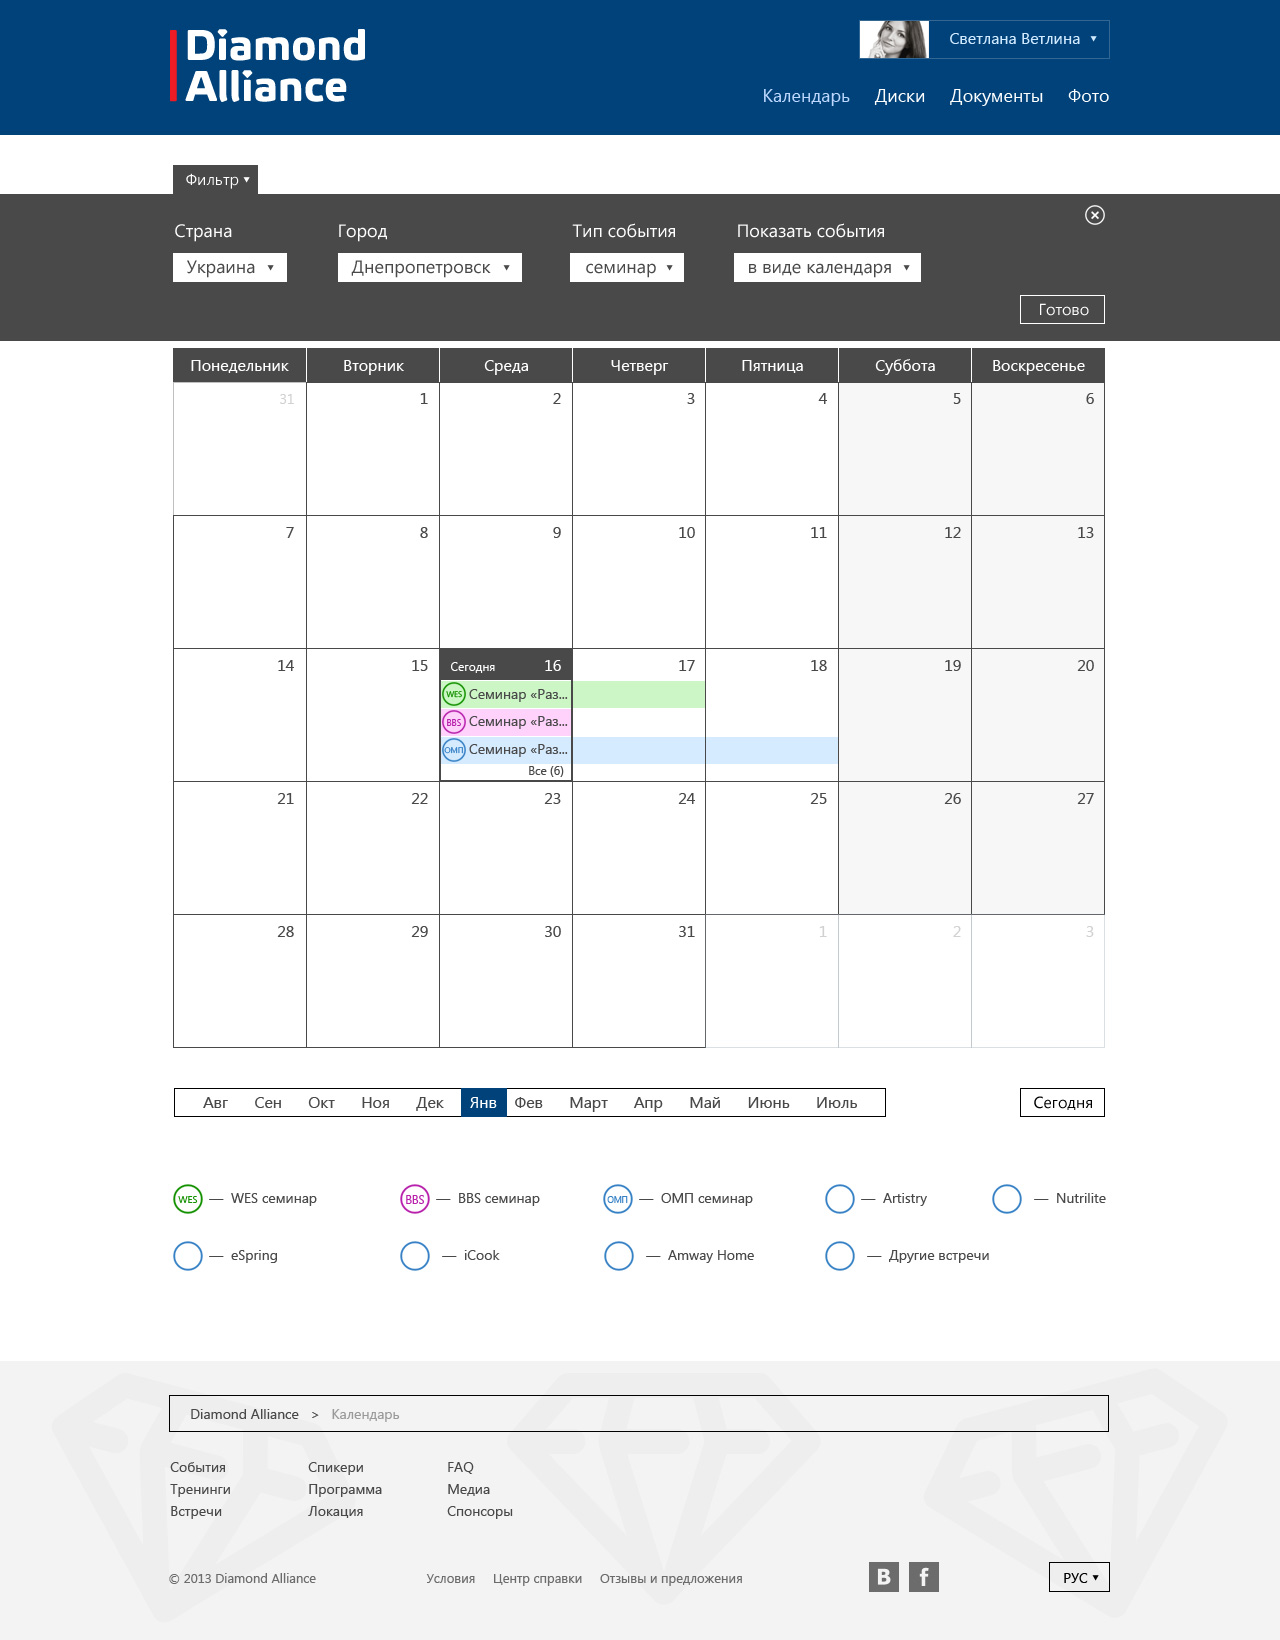 Diamond
Alliance
Светлана Ветлина
Календарь Диски Документы Фото
Фильтр
Страна Город Тип события Показать события
Украина Днепропетровск семинар в виде календаря
Готово
Понедельник Вторник Среда Четверг Пятница Суббота Воскресенье
31 1 2 3 4 5 6
7 8 9 10 11 12 13
14 15 Сегодня 16 17 18 19 20
WES Семинар «Раз...
BBS Семинар «Раз...
ОМП Семинар «Раз...
Все (6)
21 22 23 24 25 26 27
28 29 30 31 1 2 3
Авг Сен Окт Ноя Дек Янв Фев Март Апр Май Июнь Июль Сегодня
WES — WES семинар BBS — BBS семинар ОМП — ОМП семинар — Artistry — Nutrilite
— eSpring — iCook — Amway Home — Другие встречи
Diamond Alliance > Календарь
События Спикери FAQ
Тренинги Программа Медиа
Встречи Локация Спонсоры
© 2013 Diamond Alliance Условия Центр справки Отзывы и предложения B f РУС